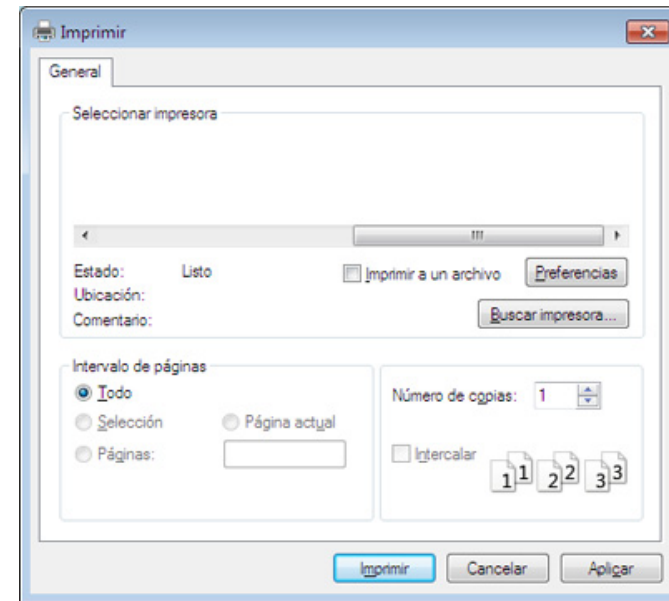 Imprimir
General
Seleccionar impresora
Estado: Listo
Imprimir a un archivo
Preferencias
Ubicación:
Comentario:
Buscar impresora...
Intervalo de páginas
Todo
Selección
Página actual
Páginas:
Número de copias: 1
Intercalar
1 1 2 2 3 3
Imprimir
Cancelar
Aplicar